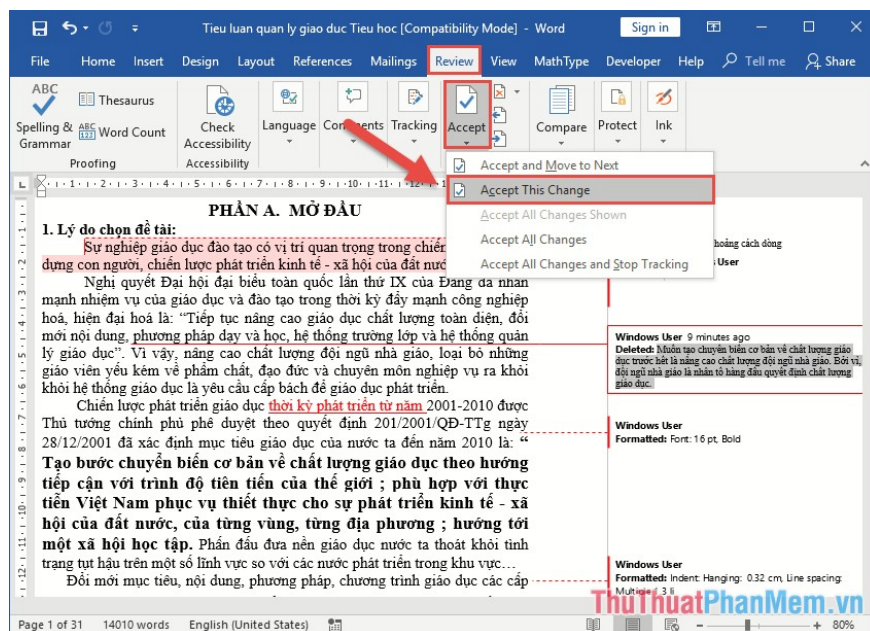 Tieu luan quan ly giao duc Tieu hoc [Compatibility Mode] - Word
Sign in
File Home Insert Design Layout References Mailings Review View MathType Developer Help Tell me Share
ABC
Spelling & Grammar
Thesaurus
ABC 123 Word Count
Proofing
Check Accessibility
Accessibility
Language
Comments
Tracking
Accept
Compare
Protect
Ink
Accept and Move to Next
Accept This Change
Accept All Changes Shown
Accept All Changes
Accept All Changes and Stop Tracking
PHẦN A. MỞ ĐẦU
1. Lý do chọn đề tài:
Sự nghiệp giáo dục đào tạo có vị trí quan trọng trong chiến
dựng con người, chiến lược phát triển kinh tế - xã hội của đất nước
Nghị quyết Đại hội đại biểu toàn quốc lần thứ IX của Đảng đã nhấn
mạnh nhiệm vụ của giáo dục và đào tạo trong thời kỳ đẩy mạnh công nghiệp
hoá, hiện đại hoá là: “Tiếp tục nâng cao giáo dục chất lượng toàn diện, đổi
mới nội dung, phương pháp dạy và học, hệ thống trường lớp và hệ thống quản
lý giáo dục”. Vì vậy, nâng cao chất lượng đội ngũ nhà giáo, loại bỏ những
giáo viên yếu kém về phẩm chất, đạo đức và chuyên môn nghiệp vụ ra khỏi
khỏi hệ thống giáo dục là yêu cầu cấp bách để giáo dục phát triển.
Chiến lược phát triển giáo dục thời kỳ phát triển từ năm 2001-2010 được
Thủ tướng chính phủ phê duyệt theo quyết định 201/2001/QĐ-TTg ngày
28/12/2001 đã xác định mục tiêu giáo dục của nước ta đến năm 2010 là: “
Tạo bước chuyển biến cơ bản về chất lượng giáo dục theo hướng
tiếp cận với trình độ tiên tiến của thế giới ; phù hợp với thực
tiễn Việt Nam phục vụ thiết thực cho sự phát triển kinh tế - xã
hội của đất nước, của từng vùng, từng địa phương ; hướng tới
một xã hội học tập. Phấn đấu đưa nền giáo dục nước ta thoát khỏi tình
trạng tụt hậu trên một số lĩnh vực so với các nước phát triển trong khu vực…
Đổi mới mục tiêu, nội dung, phương pháp, chương trình giáo dục các cấp
hoảng cách dòng
User
Windows User 9 minutes ago
Deleted: Muốn tạo chuyển biến cơ bản về chất lượng giáo
dục trước hết là nâng cao chất lượng đội ngũ nhà giáo. Bởi vì,
đội ngũ nhà giáo là nhân tố hàng đầu quyết định chất lượng
giáo dục.
Windows User
Formatted: Font: 16 pt, Bold
Windows User
Formatted: Indent: Hanging: 0.32 cm, Line spacing:
Multiple
3 li
ThuThuatPhanMem.vn
Page 1 of 31 14010 words English (United States) 80%